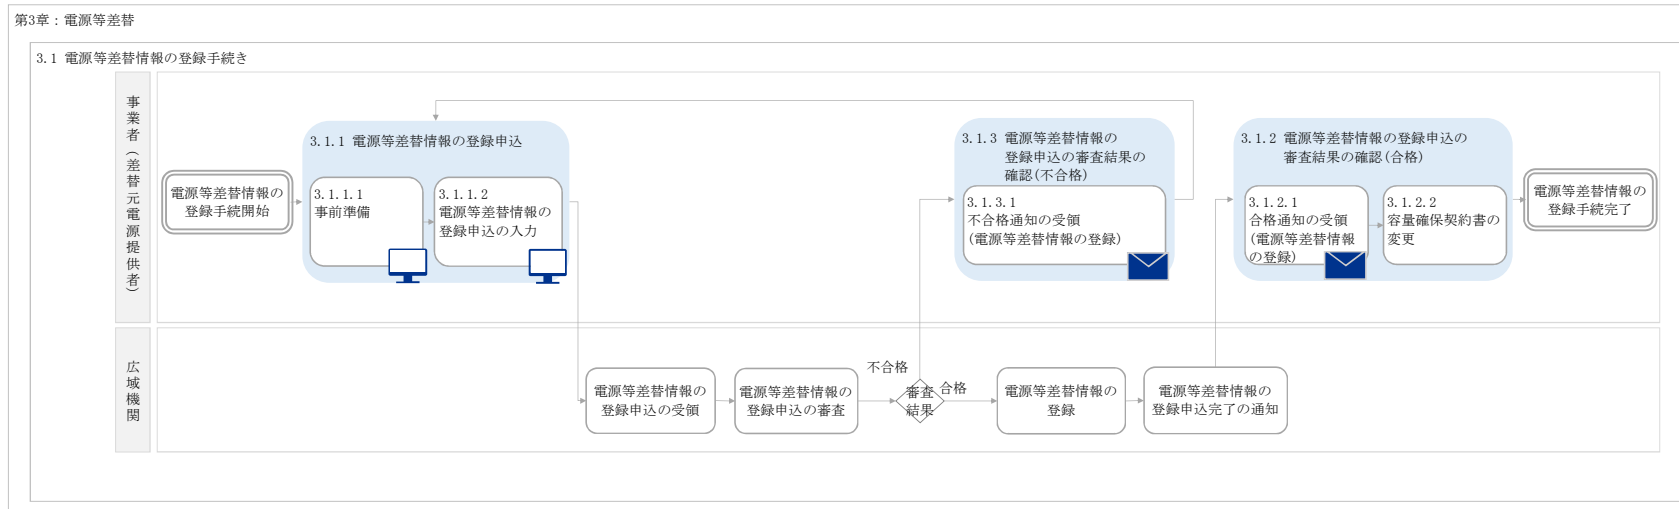 第3章：電源等差替
3.1 電源等差替情報の登録手続き
事業者（差替元電源提供者）
電源等差替情報の
登録手続開始
3.1.1 電源等差替情報の登録申込
3.1.1.1
事前準備
3.1.1.2
電源等差替情報の
登録申込の入力
3.1.3 電源等差替情報の
登録申込の審査結果の
確認(不合格)
3.1.3.1
不合格通知の受領
(電源等差替情報の登録)
3.1.2 電源等差替情報の登録申込の
審査結果の確認(合格)
3.1.2.1
合格通知の受領
(電源等差替情報
の登録)
3.1.2.2
容量確保契約書の
変更
電源等差替情報の
登録手続完了
広域機関
電源等差替情報の
登録申込の受領
電源等差替情報の
登録申込の審査
不合格
審査
結果
合格
電源等差替情報の
登録
電源等差替情報の
登録申込完了の通知